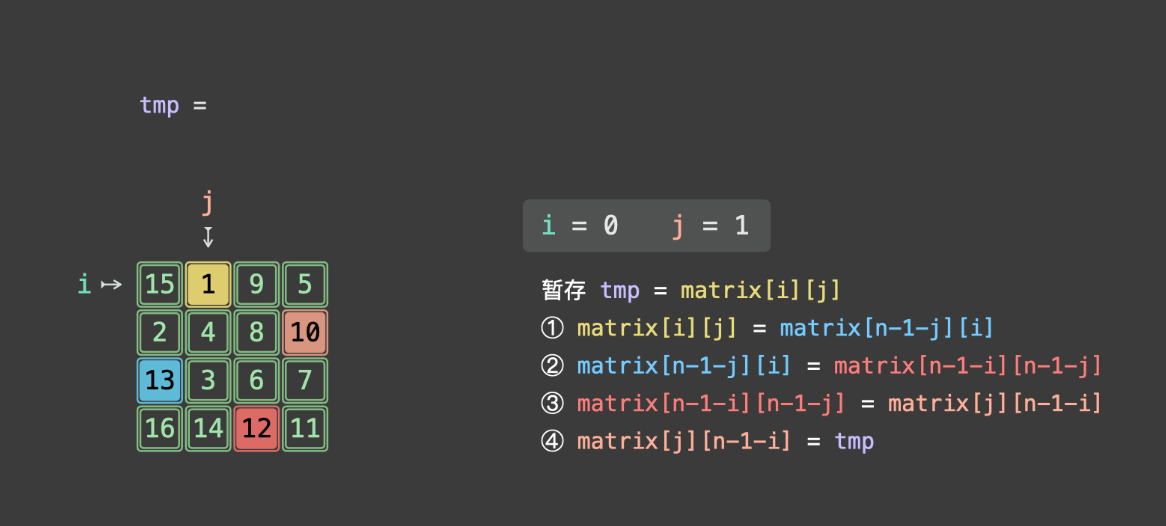 tmp =
j
i = 0 j = 1
i ↦ 15 1 9 5
暂存 tmp = matrix[i][j]
① matrix[i][j] = matrix[n-1-j][i]
2 4 8 10
② matrix[n-1-j][i] = matrix[n-1-i][n-1-j]
13 3 6 7
③ matrix[n-1-i][n-1-j] = matrix[j][n-1-i]
16 14 12 11
④ matrix[j][n-1-i] = tmp